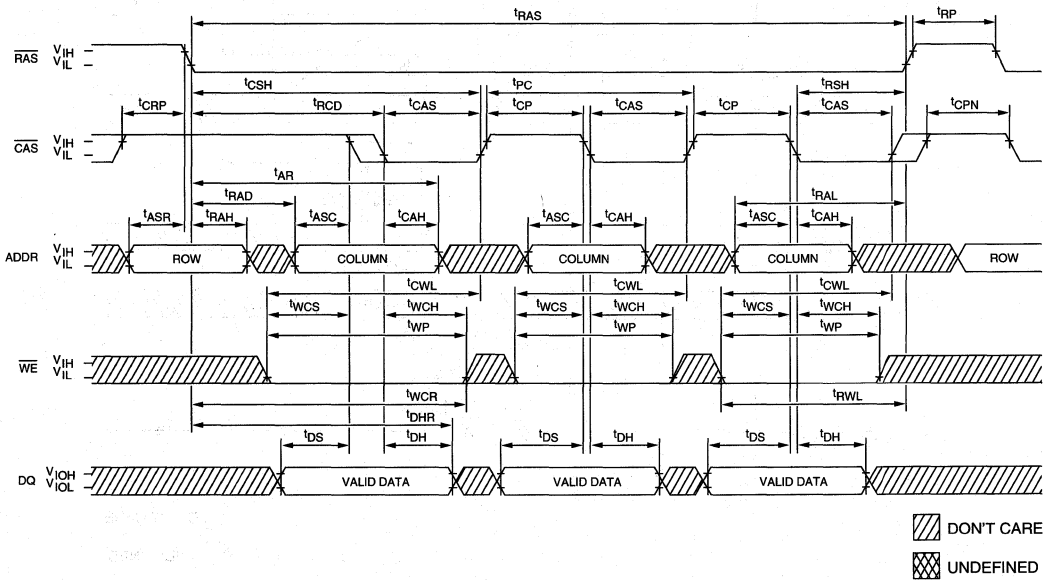 tRAS tRP
RAS VIH
VIL
tCSH tPC tRSH
tCRP tRCD tCAS tCP tCAS tCP tCAS tCPN
CAS VIH
VIL
tAR
tRAD tRAL
tASR tRAH tASC tCAH tASC tCAH tASC tCAH
ADDR VIH
VIL
ROW COLUMN COLUMN COLUMN ROW
tCWL tCWL tCWL
tWCS tWCH tWCS tWCH tWCS tWCH
tWP tWP tWP
WE VIH
VIL
tWCR tRWL
tDHR
tDS tDH tDS tDH tDS tDH
DQ VIOH
VIOL
VALID DATA VALID DATA VALID DATA
DON'T CARE
UNDEFINED